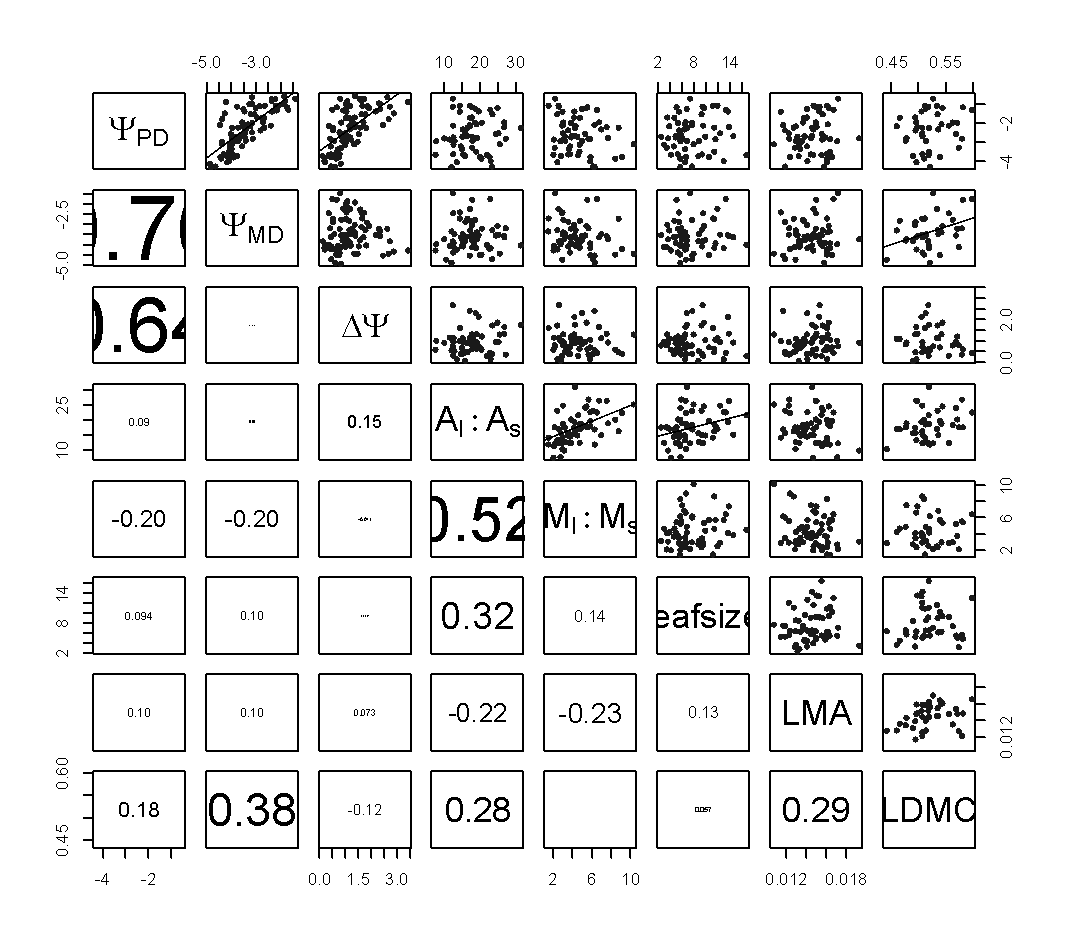 -5.0 -3.0 10 20 30 2 8 14 0.45 0.55
ΨPD -4 -2
-5.0 -2.5 ΨMD
0.64 ΔΨ 0.0 2.0
10 25 0.09 0.15 Al : As
-0.20 -0.20 0.52 Ml : Ms 2 6 10
2 8 14 0.094 0.10 0.32 0.14 eafsize
0.10 0.10 0.073 -0.22 -0.23 0.13 LMA 0.012
0.45 0.60 0.18 0.38 -0.12 0.28 0.057 0.29 LDMC
-4 -2 0.0 1.5 3.0 2 6 10 0.012 0.018